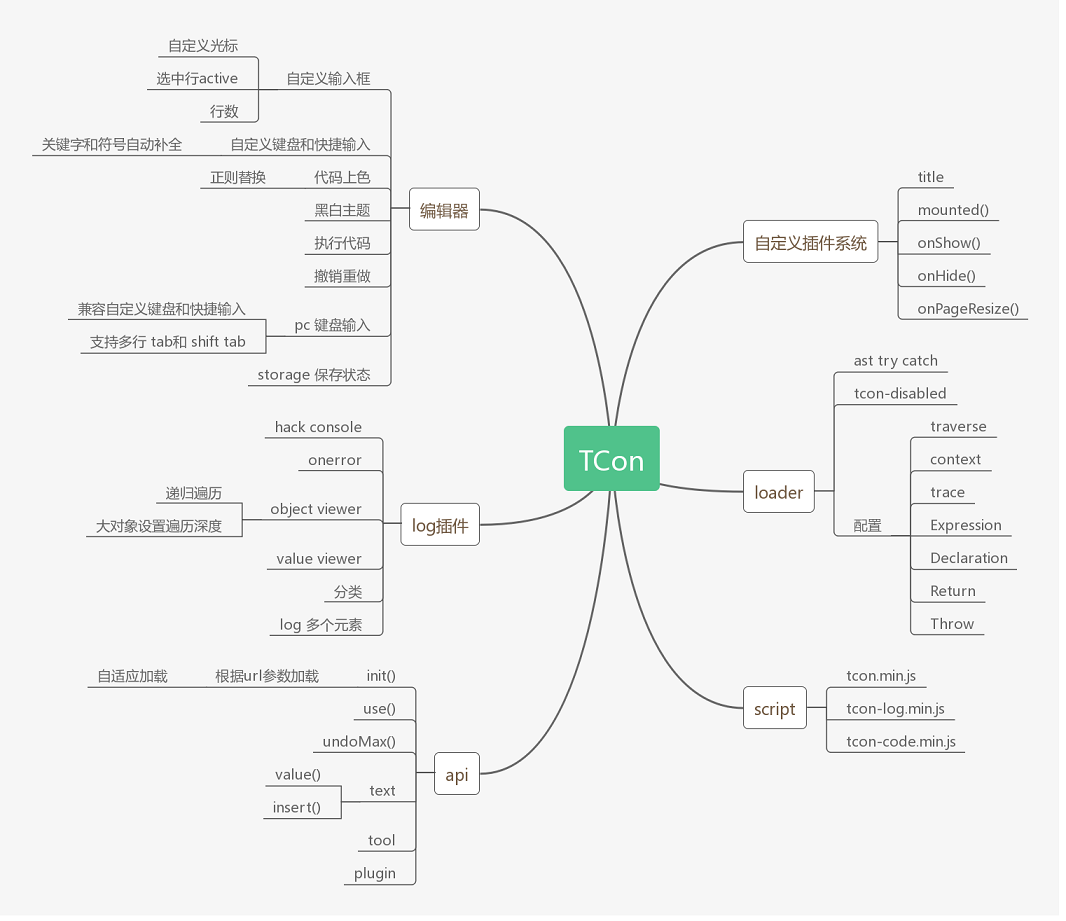 TCon
编辑器
自定义输入框
自定义光标
选中行active
行数
自定义键盘和快捷输入
关键字和符号自动补全
代码上色
正则替换
黑白主题
执行代码
撤销重做
pc 键盘输入
兼容自定义键盘和快捷输入
支持多行 tab和 shift tab
storage 保存状态
log插件
hack console
onerror
object viewer
递归遍历
大对象设置遍历深度
value viewer
分类
log 多个元素
api
init()
根据url参数加载
自适应加载
use()
undoMax()
text
value()
insert()
tool
plugin
自定义插件系统
title
mounted()
onShow()
onHide()
onPageResize()
loader
ast try catch
tcon-disabled
配置
traverse
context
trace
Expression
Declaration
Return
Throw
script
tcon.min.js
tcon-log.min.js
tcon-code.min.js